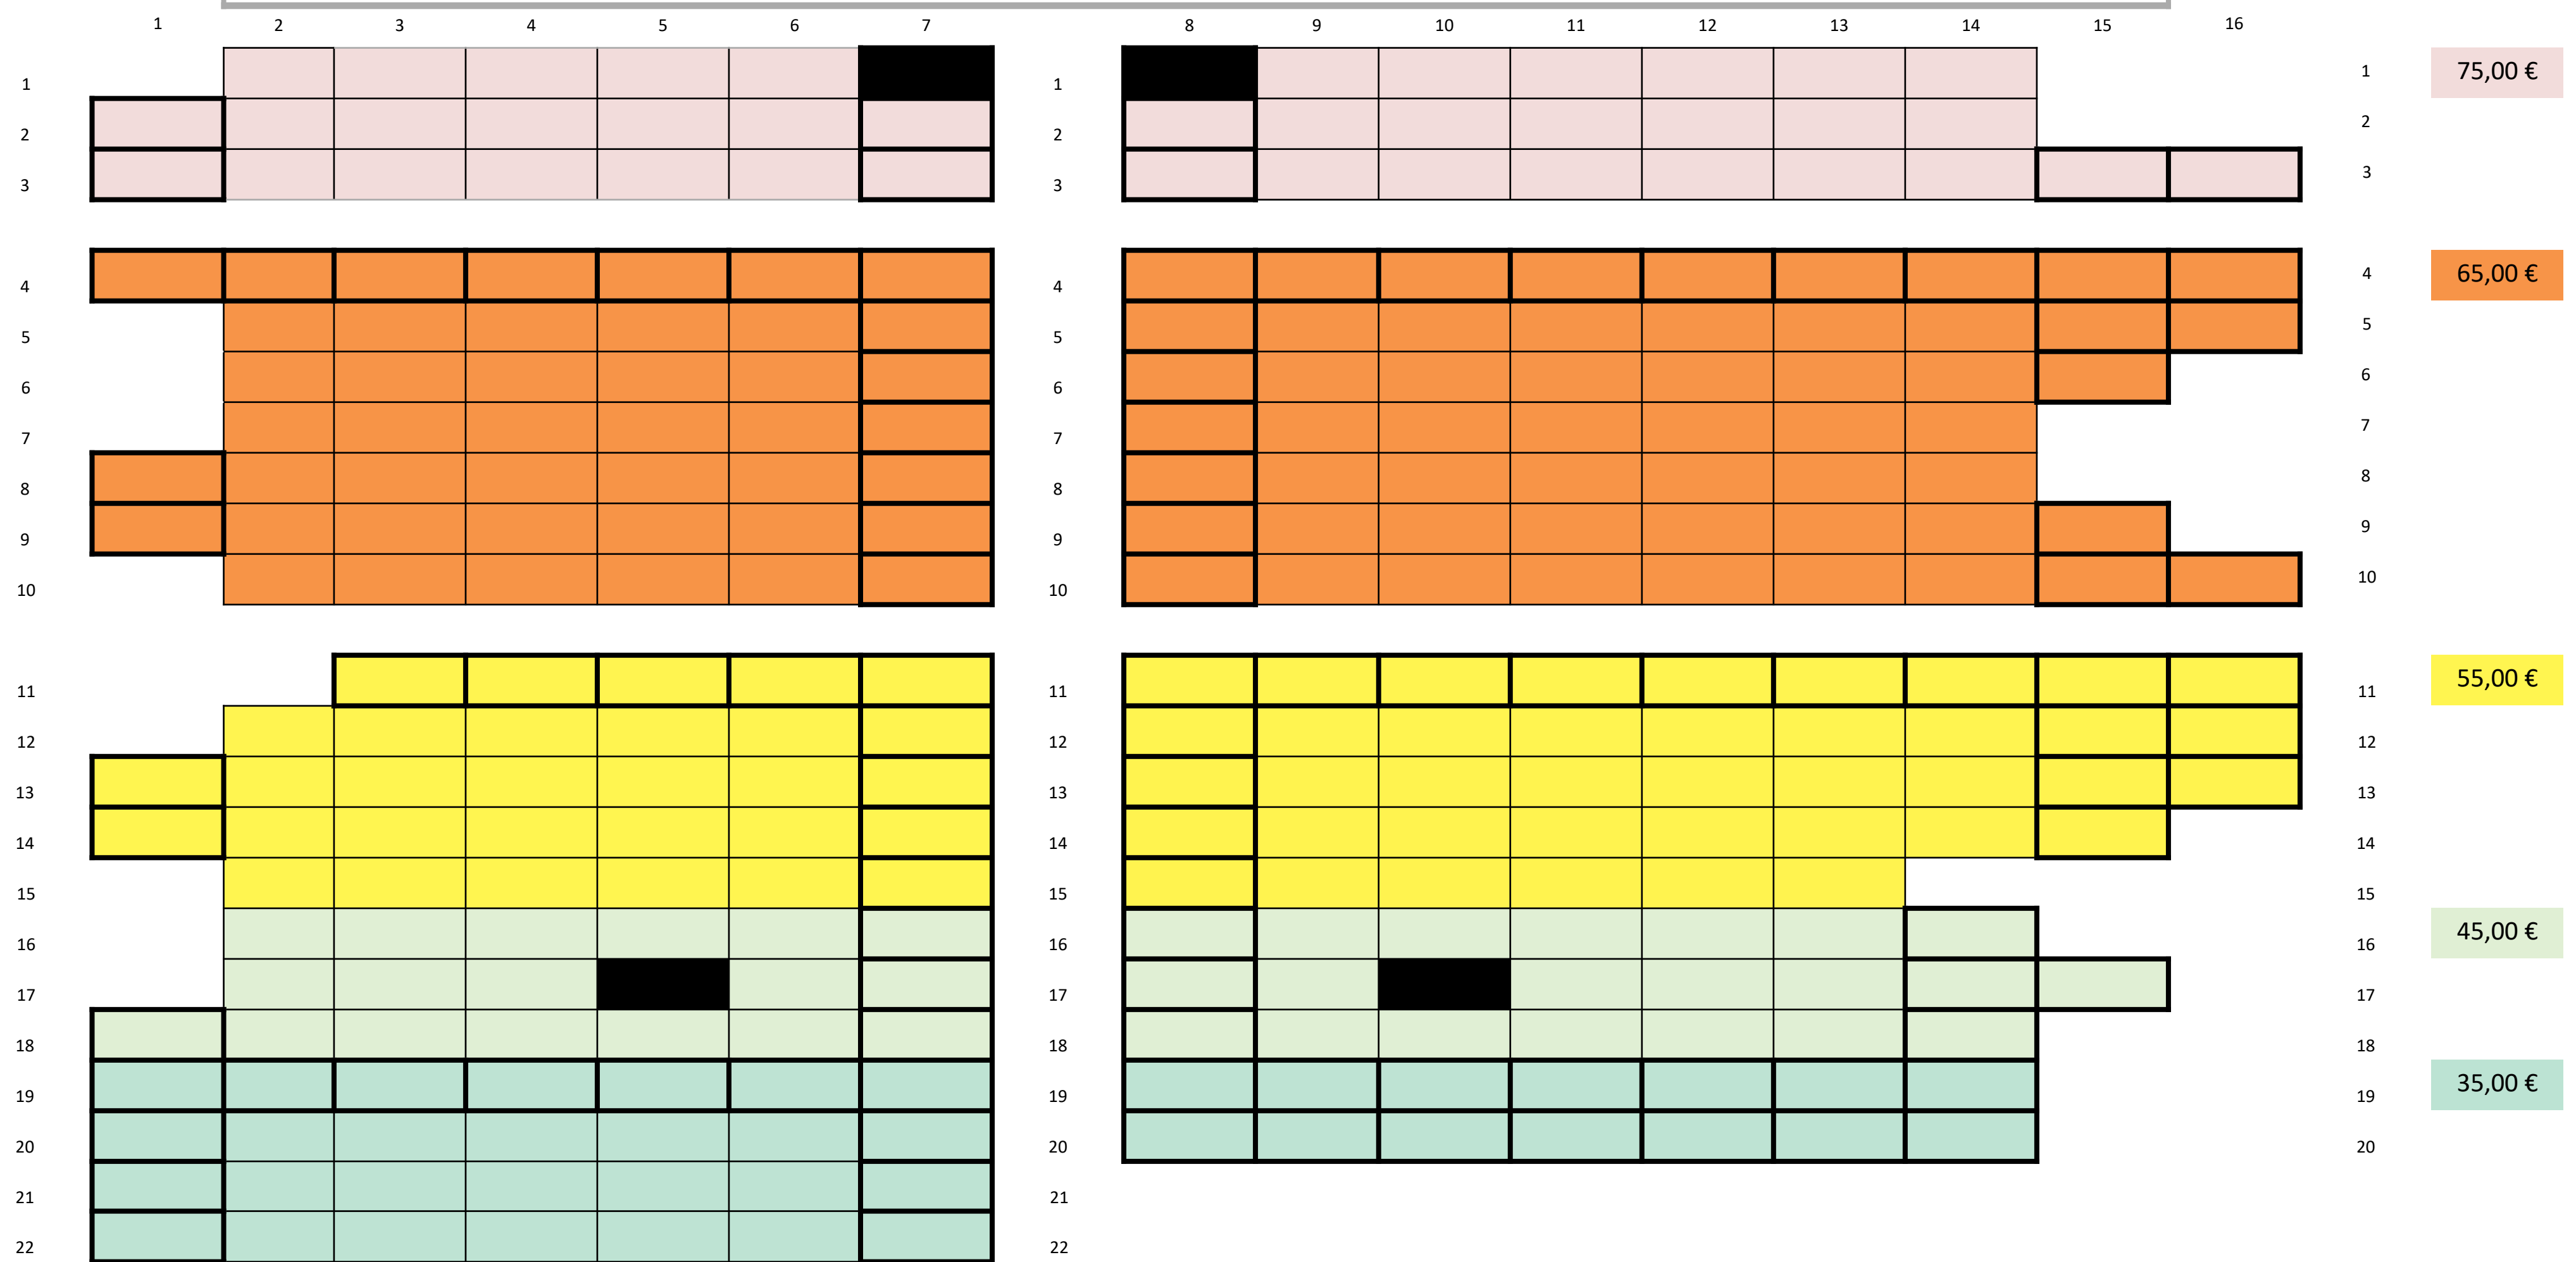 1 2 3 4 5 6 7 8 9 10 11 12 13 14 15 16
1 1 1 75,00 €
2 2 2
3 3 3
4 4 4 65,00 €
5 5 5
6 6 6
7 7 7
8 8 8
9 9 9
10 10 10
11 11 11 55,00 €
12 12 12
13 13 13
14 14 14
15 15 15
16 16 16 45,00 €
17 17 17
18 18 18
19 19 19 35,00 €
20 20 20
21 21
22 22